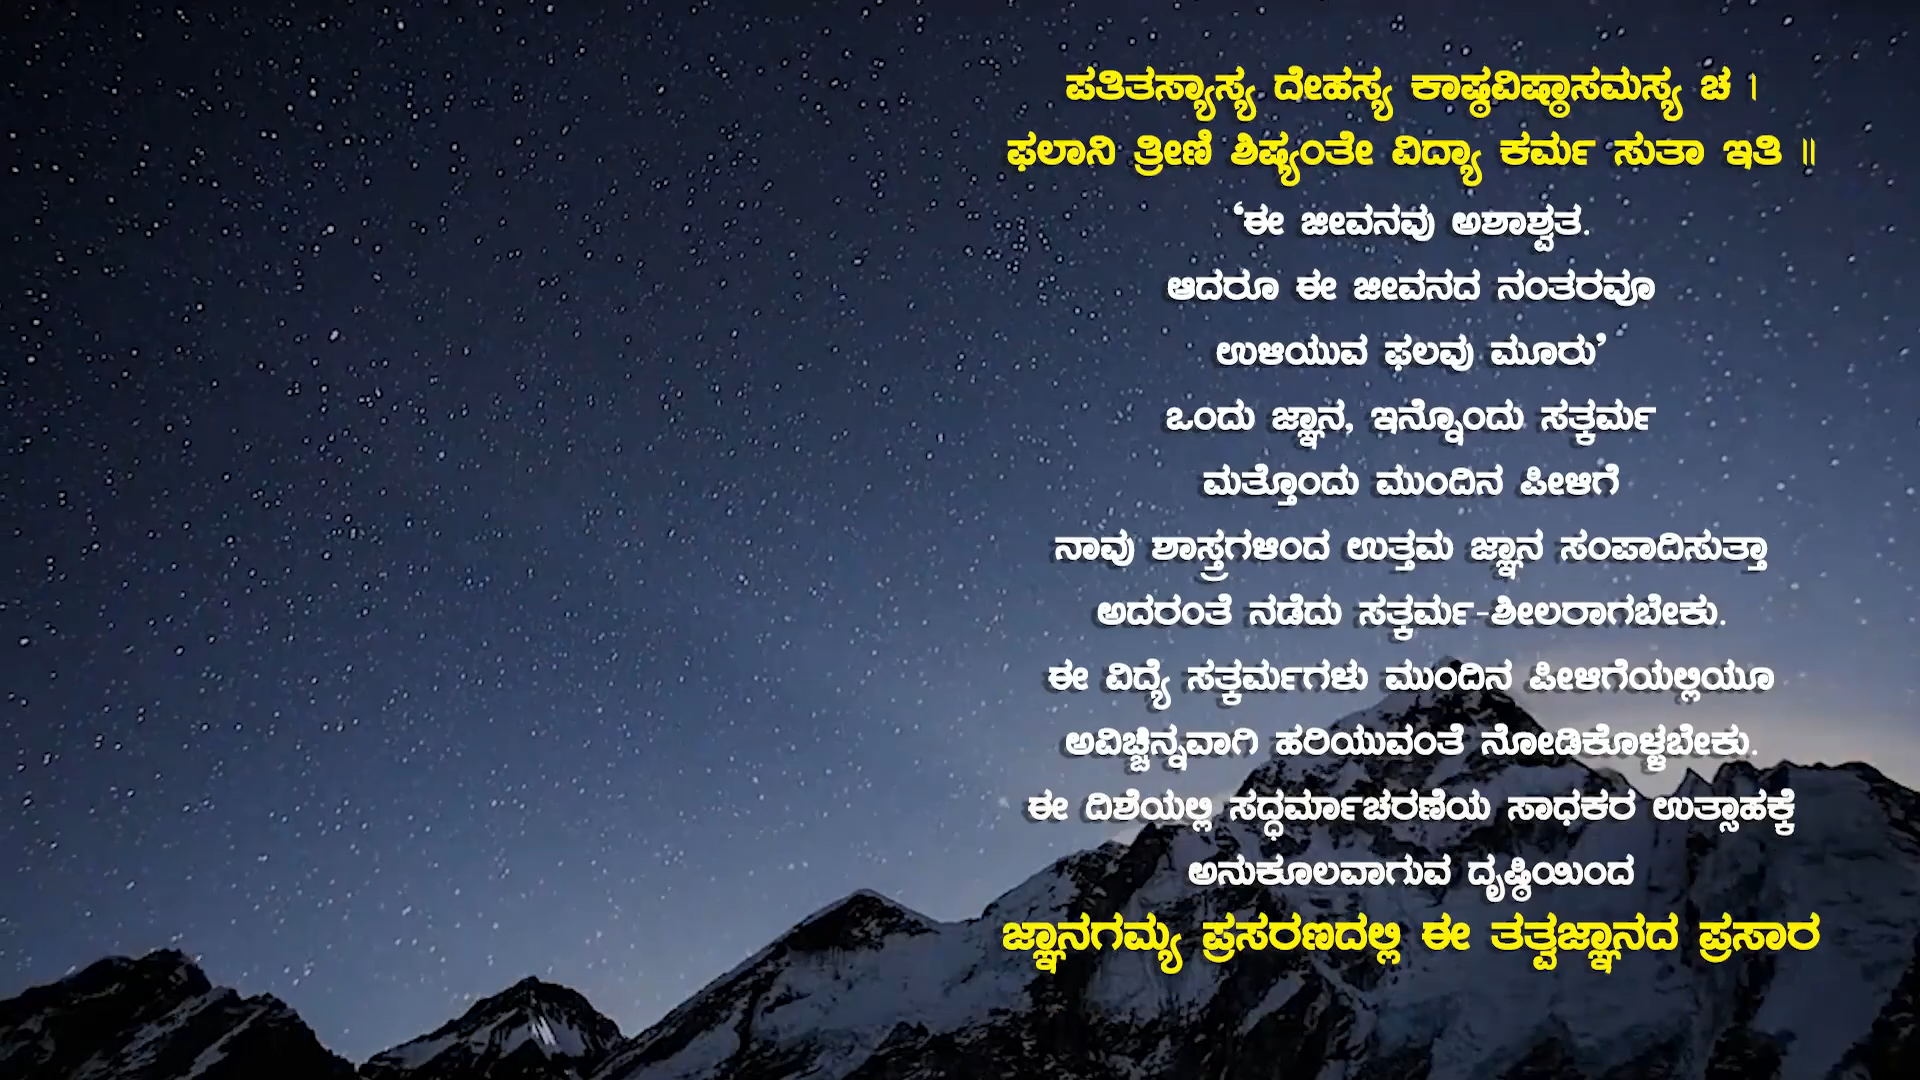 ಪತಿತಸ್ಯಾಸ್ಯ ದೇಹಸ್ಯ ಕಾಷ್ಠವಿಷ್ಠಾಸಮಸ್ಯ ಚ ।
ಫಲಾನಿ ತ್ರೀಣಿ ಶಿಷ್ಯಂತೇ ವಿದ್ಯಾ ಕರ್ಮ ಸುತಾ ಇತಿ ॥
‘ಈ ಜೀವನವು ಅಶಾಶ್ವತ.
ಆದರೂ ಈ ಜೀವನದ ನಂತರವೂ
ಉಳಿಯುವ ಫಲವು ಮೂರು’
ಒಂದು ಜ್ಞಾನ, ಇನ್ನೊಂದು ಸತ್ಕರ್ಮ
ಮತ್ತೊಂದು ಮುಂದಿನ ಪೀಳಿಗೆ
ನಾವು ಶಾಸ್ತ್ರಗಳಿಂದ ಉತ್ತಮ ಜ್ಞಾನ ಸಂಪಾದಿಸುತ್ತಾ
ಅದರಂತೆ ನಡೆದು ಸತ್ಕರ್ಮ-ಶೀಲರಾಗಬೇಕು.
ಈ ವಿದ್ಯೆ ಸತ್ಕರ್ಮಗಳು ಮುಂದಿನ ಪೀಳಿಗೆಯಲ್ಲಿಯೂ
ಅವಿಚ್ಚಿನ್ನವಾಗಿ ಹರಿಯುವಂತೆ ನೋಡಿಕೊಳ್ಳಬೇಕು.
ಈ ದಿಶೆಯಲ್ಲಿ ಸದ್ಧರ್ಮಾಚರಣೆಯ ಸಾಧಕರ ಉತ್ಸಾಹಕ್ಕೆ
ಅನುಕೂಲವಾಗುವ ದೃಷ್ಠಿಯಿಂದ
ಜ್ಞಾನಗಮ್ಯ ಪ್ರಸರಣದಲ್ಲಿ ಈ ತತ್ವಜ್ಞಾನದ ಪ್ರಸಾರ